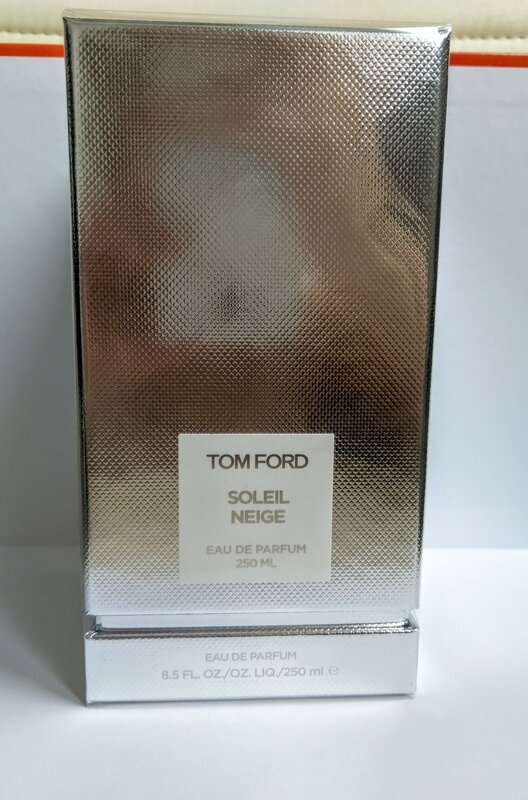 TOM FORD
SOLEIL
NEIGE
EAU DE PARFUM
250 ML
EAU DE PARFUM
8.5 FL. OZ./OZ. LIQ./250 ml ℮